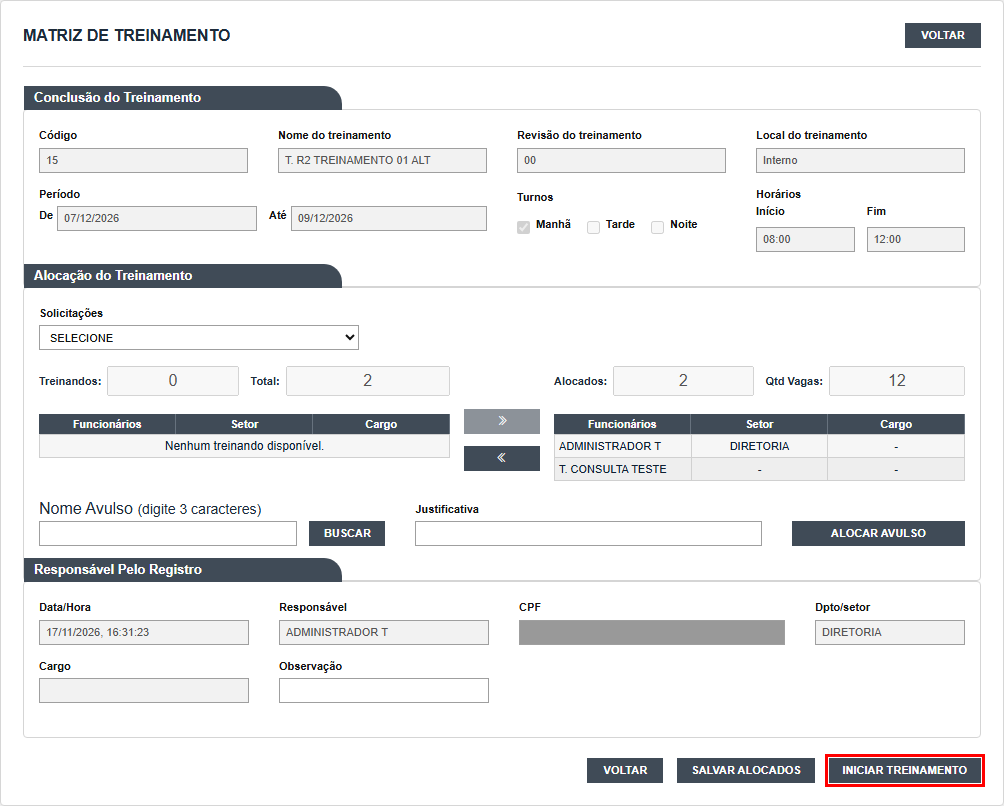 MATRIZ DE TREINAMENTO
VOLTAR
Conclusão do Treinamento
Código Nome do treinamento Revisão do treinamento Local do treinamento
15 T. R2 TREINAMENTO 01 ALT 00 Interno
Período Turnos Horários
De 07/12/2026 Até 09/12/2026 Manhã Tarde Noite Início Fim
08:00 12:00
Alocação do Treinamento
Solicitações
SELECIONE
Treinandos: 0 Total: 2 Alocados: 2 Qtd Vagas: 12
Funcionários Setor Cargo » Funcionários Setor Cargo
Nenhum treinando disponível. « ADMINISTRADOR T DIRETORIA -
T. CONSULTA TESTE - -
Nome Avulso (digite 3 caracteres) Justificativa
BUSCAR ALOCAR AVULSO
Responsável Pelo Registro
Data/Hora Responsável CPF Dpto/setor
17/11/2026, 16:31:23 ADMINISTRADOR T DIRETORIA
Cargo Observação
VOLTAR SALVAR ALOCADOS INICIAR TREINAMENTO